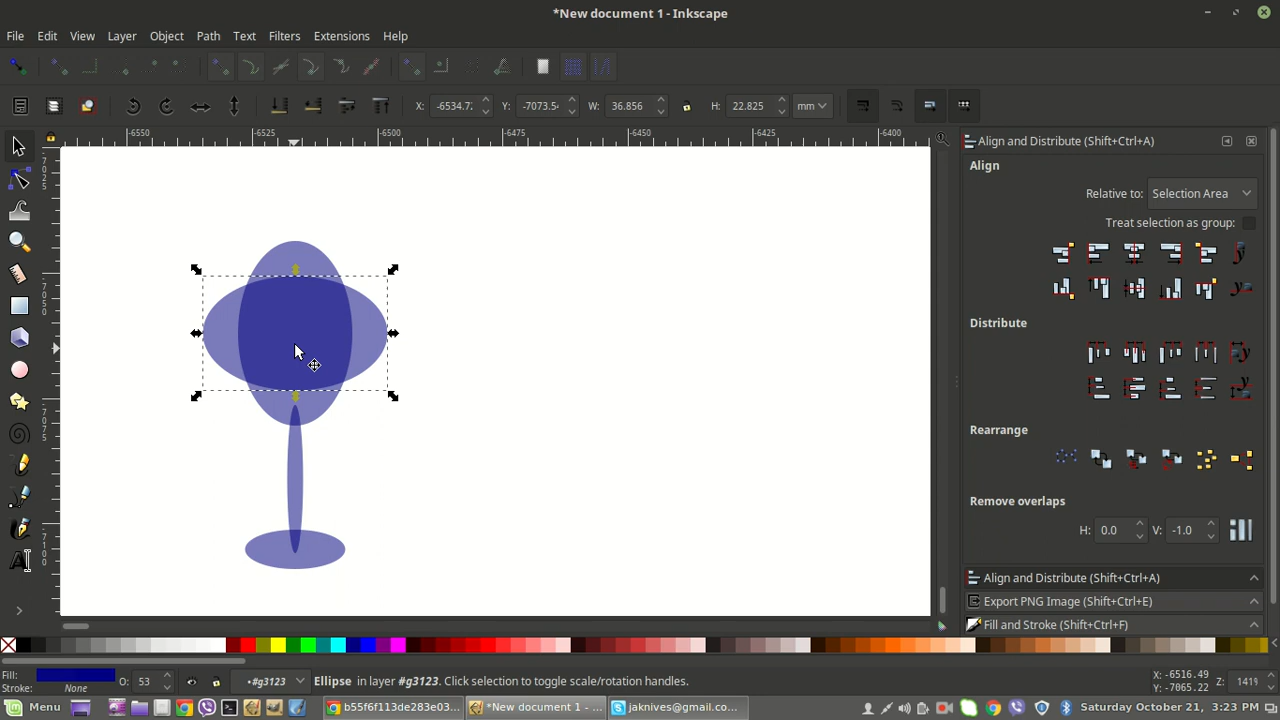 *New document 1 - Inkscape
File Edit View Layer Object Path Text Filters Extensions Help
X: -6534.7 Y: -7073.5 W: 36.856 H: 22.825 mm
-6550 -6525 -6500 -6475 -6450 -6425 -6400
Align and Distribute (Shift+Ctrl+A)
Align
Relative to: Selection Area
Treat selection as group:
Distribute
Rearrange
Remove overlaps
H: 0.0 V: -1.0
Align and Distribute (Shift+Ctrl+A)
Export PNG Image (Shift+Ctrl+E)
Fill and Stroke (Shift+Ctrl+F)
Fill:
Stroke: None
O: 53
•#g3123
Ellipse in layer #g3123. Click selection to toggle scale/rotation handles.
X: -6516.49
Y: -7065.22
Z: 141%
Menu
b55f6f113de283e03...
*New document 1 - ...
jaknives@gmail.co...
Saturday October 21, 3:23 PM